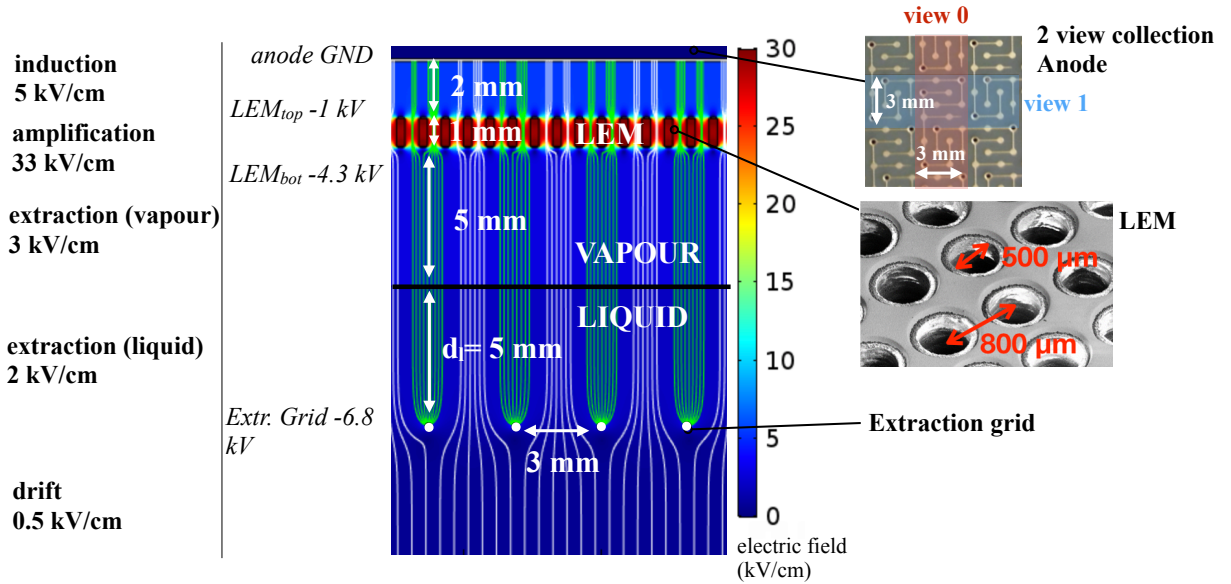 induction
5 kV/cm
amplification
33 kV/cm
extraction (vapour)
3 kV/cm
extraction (liquid)
2 kV/cm
drift
0.5 kV/cm
anode GND
LEMtop -1 kV
LEMbot -4.3 kV
Extr. Grid -6.8
kV
2 mm
1 mm
LEM
5 mm
VAPOUR
LIQUID
dl= 5 mm
3 mm
30
25
20
15
10
5
0
electric field
(kV/cm)
view 0
2 view collection
Anode
view 1
3 mm
3 mm
LEM
500 μm
800 μm
Extraction grid